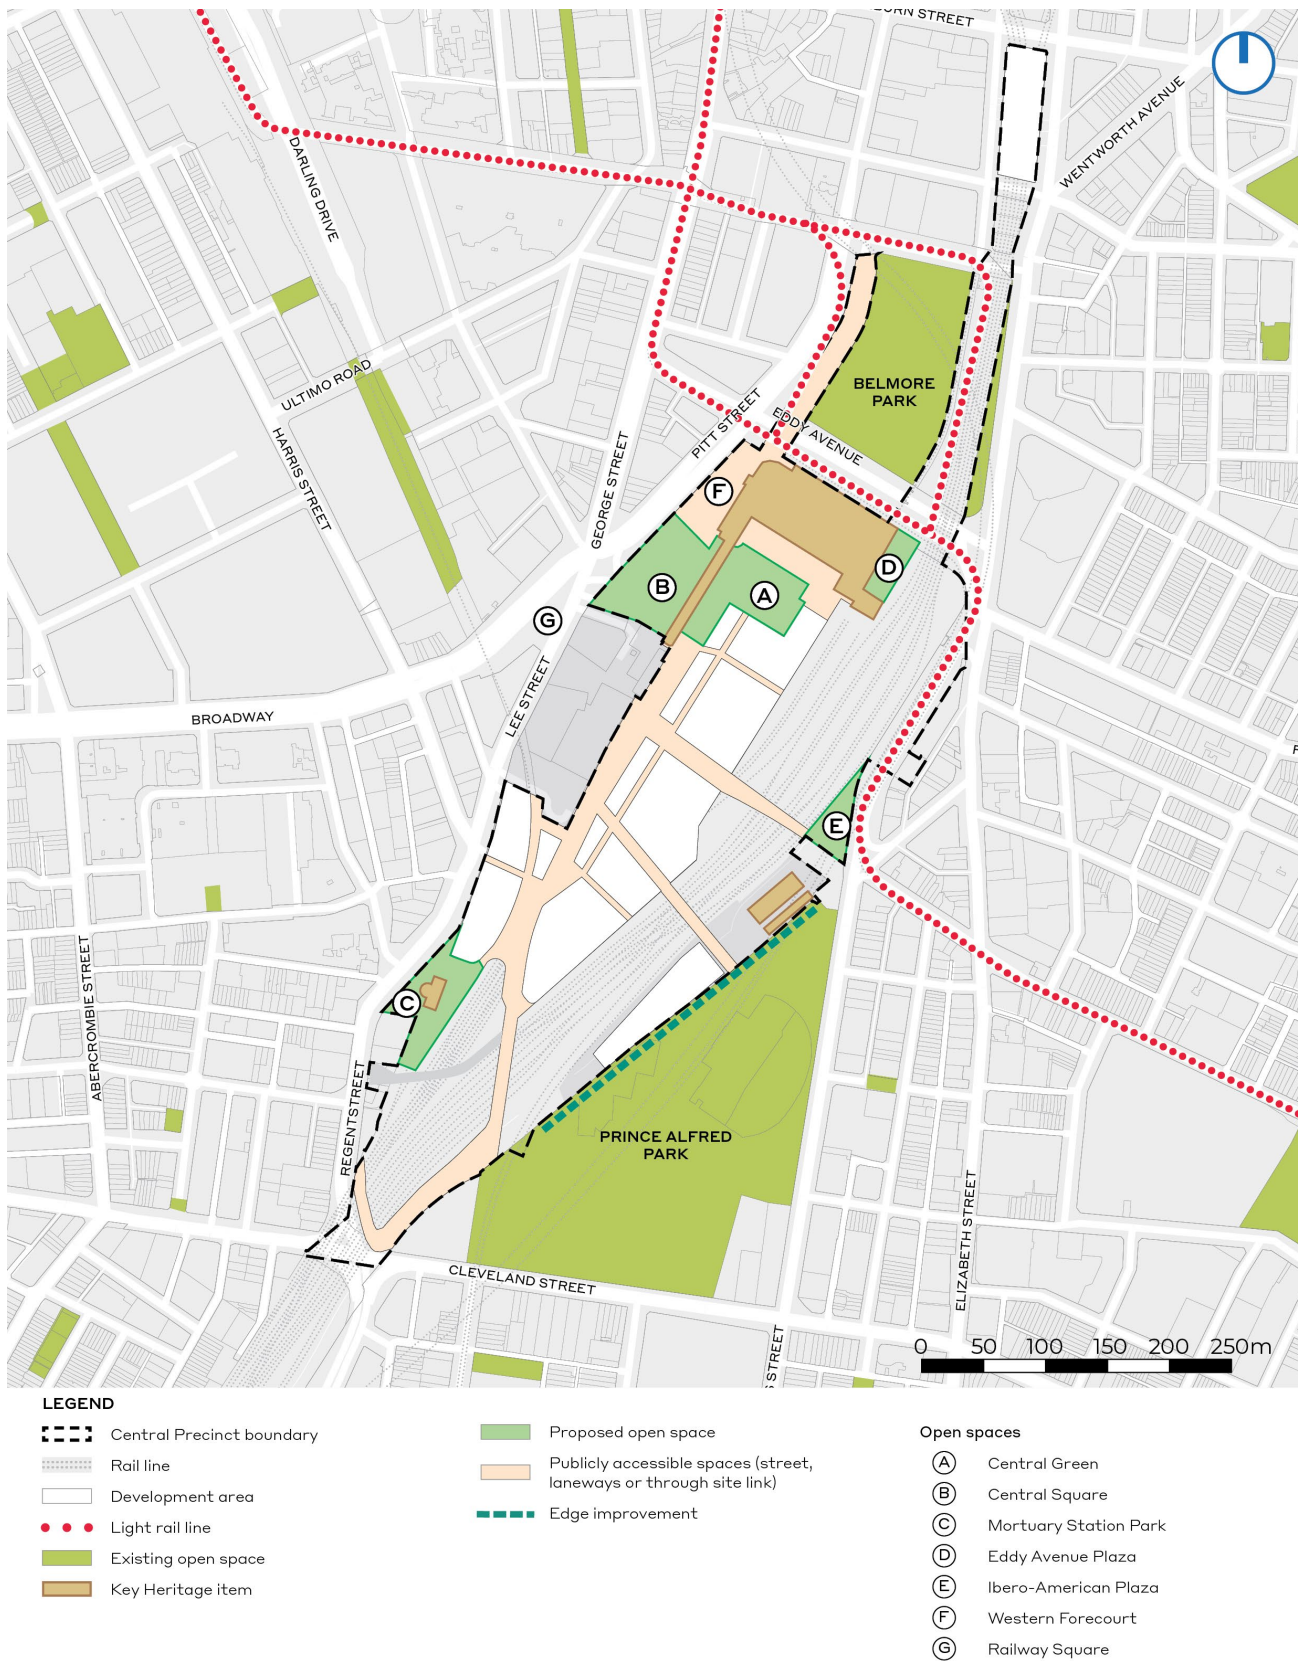 BURN STREET
WENTWORTH AVENUE
DARLING DRIVE
ULTIMO ROAD
HARRIS STREET
BELMORE
PARK
PITT STREET
EDDY AVENUE
GEORGE STREET
F
B
A
D
G
LEE STREET
BROADWAY
E
C
ABERCROMBIE STREET
REGENTSTREET
PRINCE ALFRED
PARK
ELIZABETH STREET
CLEVELAND STREET
S STREET
0 50 100 150 200 250m
LEGEND
Central Precinct boundary
Rail line
Development area
Light rail line
Existing open space
Key Heritage item
Proposed open space
Publicly accessible spaces (street,
laneways or through site link)
Edge improvement
Open spaces
A Central Green
B Central Square
C Mortuary Station Park
D Eddy Avenue Plaza
E Ibero-American Plaza
F Western Forecourt
G Railway Square